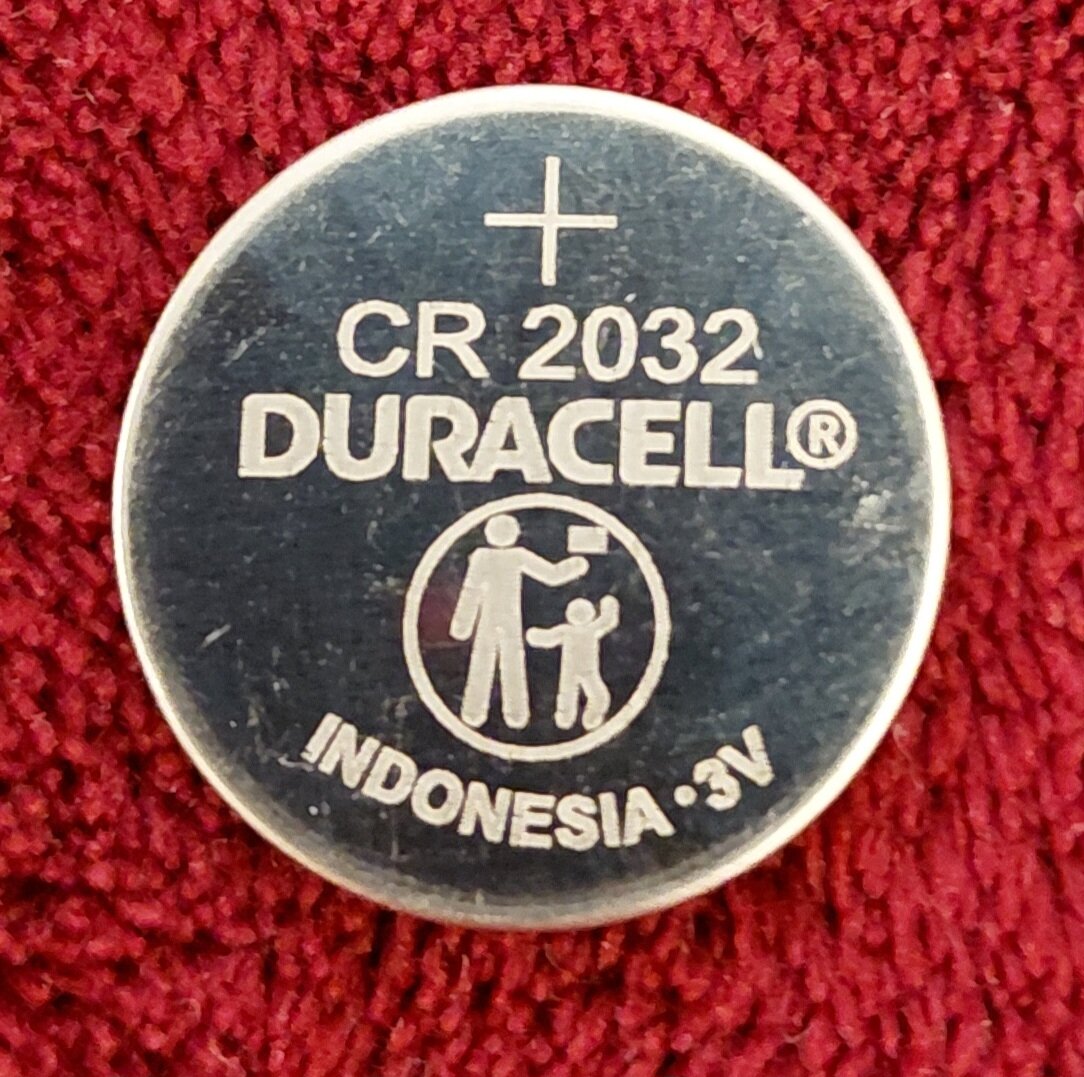 +
CR 2032
DURACELL®
INDONESIA • 3V